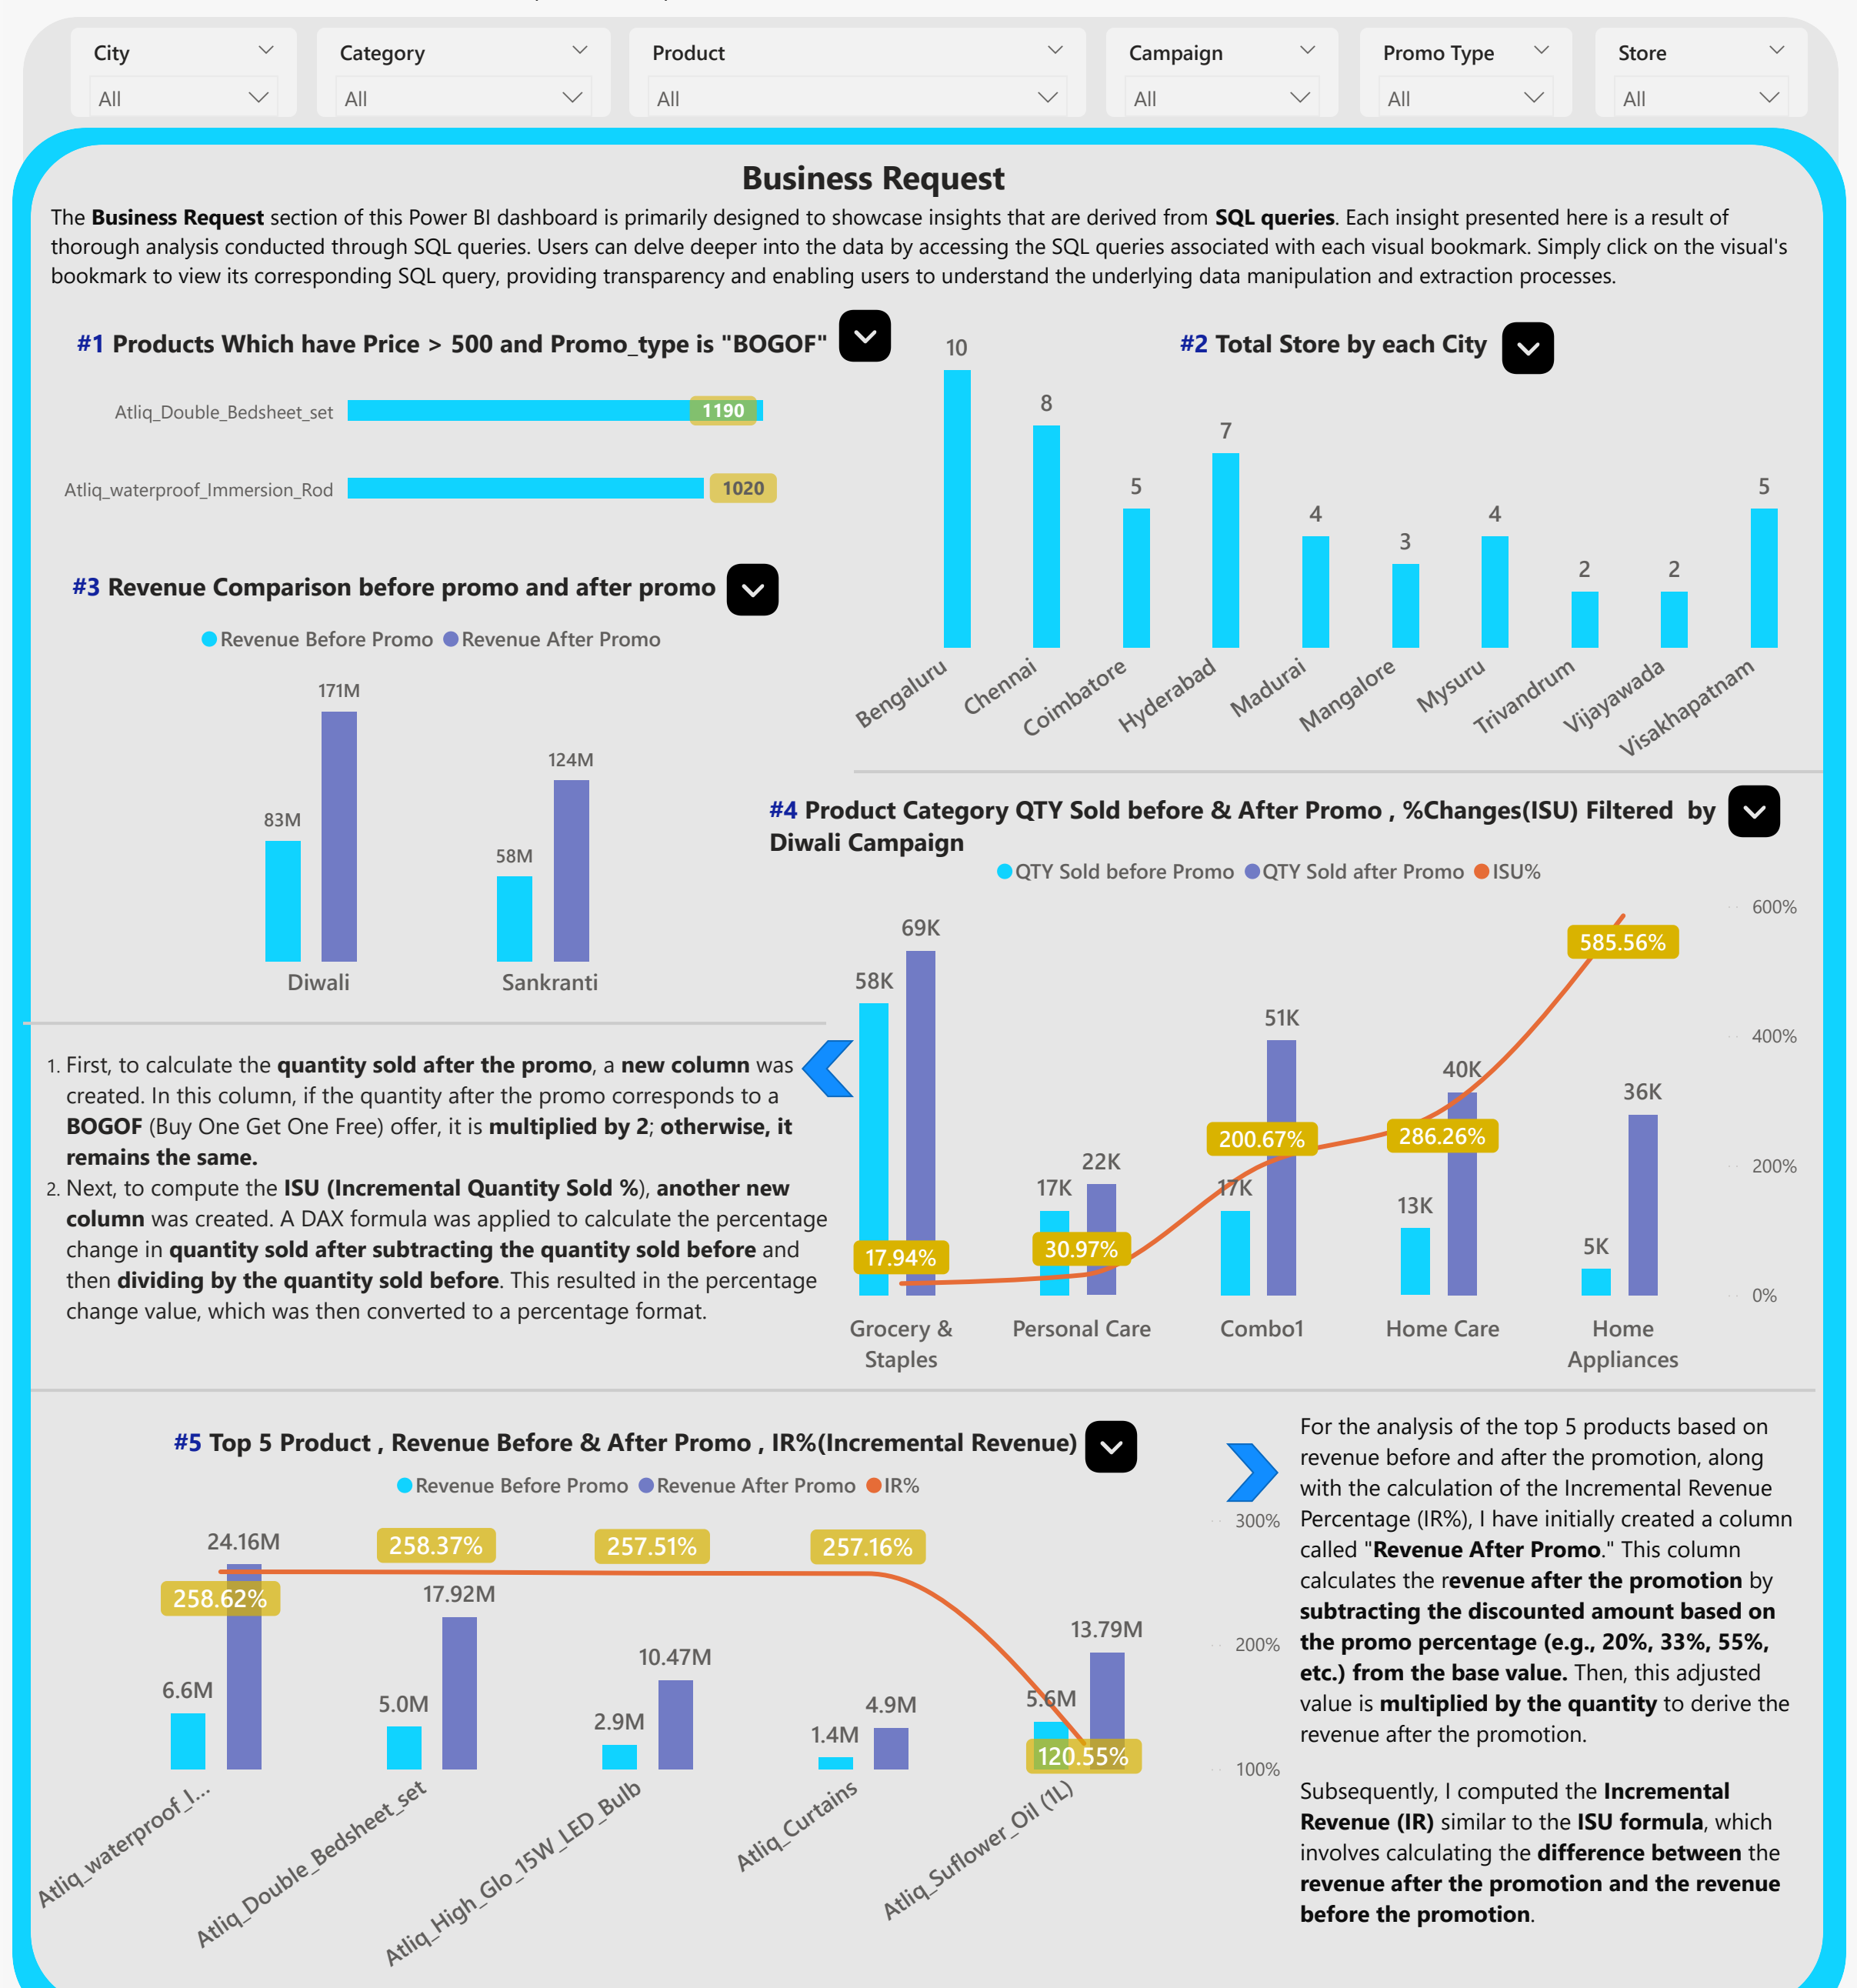 City
Category
Product
Campaign
Promo Type
Store
All
All
All
All
All
All
Business Request
The Business Request section of this Power BI dashboard is primarily designed to showcase insights that are derived from SQL queries. Each insight presented here is a result of
thorough analysis conducted through SQL queries. Users can delve deeper into the data by accessing the SQL queries associated with each visual bookmark. Simply click on the visual's
bookmark to view its corresponding SQL query, providing transparency and enabling users to understand the underlying data manipulation and extraction processes.
#1 Products Which have Price > 500 and Promo_type is "BOGOF"
Atliq_Double_Bedsheet_set
1190
Atliq_waterproof_Immersion_Rod
1020
#2 Total Store by each City
10
8
5
7
4
3
4
2
2
5
Bengaluru
Chennai
Coimbatore
Hyderabad
Madurai
Mangalore
Mysuru
Trivandrum
Vijayawada
Visakhapatnam
#3 Revenue Comparison before promo and after promo
Revenue Before Promo
Revenue After Promo
83M
171M
58M
124M
Diwali
Sankranti
1. First, to calculate the quantity sold after the promo, a new column was
created. In this column, if the quantity after the promo corresponds to a
BOGOF (Buy One Get One Free) offer, it is multiplied by 2; otherwise, it
remains the same.
2. Next, to compute the ISU (Incremental Quantity Sold %), another new
column was created. A DAX formula was applied to calculate the percentage
change in quantity sold after subtracting the quantity sold before and
then dividing by the quantity sold before. This resulted in the percentage
change value, which was then converted to a percentage format.
#4 Product Category QTY Sold before & After Promo , %Changes(ISU) Filtered by
Diwali Campaign
QTY Sold before Promo
QTY Sold after Promo
ISU%
58K
69K
17K
22K
17K
51K
13K
40K
5K
36K
17.94%
30.97%
200.67%
286.26%
585.56%
600%
400%
200%
0%
Grocery &
Staples
Personal Care
Combo1
Home Care
Home
Appliances
#5 Top 5 Product , Revenue Before & After Promo , IR%(Incremental Revenue)
Revenue Before Promo
Revenue After Promo
IR%
6.6M
24.16M
5.0M
17.92M
2.9M
10.47M
1.4M
4.9M
5.6M
13.79M
258.62%
258.37%
257.51%
257.16%
120.55%
300%
200%
100%
Atliq_waterproof_I...
Atliq_Double_Bedsheet_set
Atliq_High_Glo_15W_LED_Bulb
Atliq_Curtains
Atliq_Suflower_Oil (1L)
For the analysis of the top 5 products based on
revenue before and after the promotion, along
with the calculation of the Incremental Revenue
Percentage (IR%), I have initially created a column
called "Revenue After Promo." This column
calculates the revenue after the promotion by
subtracting the discounted amount based on
the promo percentage (e.g., 20%, 33%, 55%,
etc.) from the base value. Then, this adjusted
value is multiplied by the quantity to derive the
revenue after the promotion.
Subsequently, I computed the Incremental
Revenue (IR) similar to the ISU formula, which
involves calculating the difference between the
revenue after the promotion and the revenue
before the promotion.